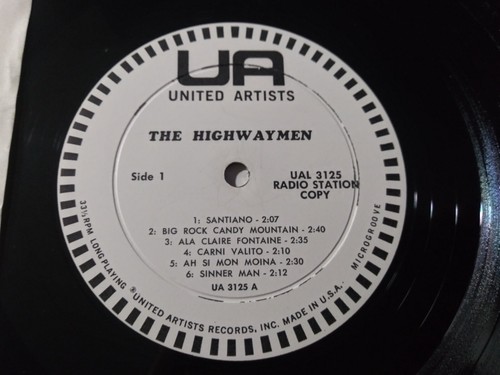 UA
UNITED ARTISTS
THE HIGHWAYMEN
Side 1
UAL 3125
RADIO STATION
COPY
1: SANTIANO - 2:07
2: BIG ROCK CANDY MOUNTAIN - 2:40
3: ALA CLAIRE FONTAINE - 2:35
4: CARNI VALITO - 2:10
5: AH SI MON MOINA - 2:30
6: SINNER MAN - 2:12
UA 3125 A
33⅓ RPM LONG PLAYING
MICROGROOVE
®UNITED ARTISTS RECORDS, INC. MADE IN U.S.A.